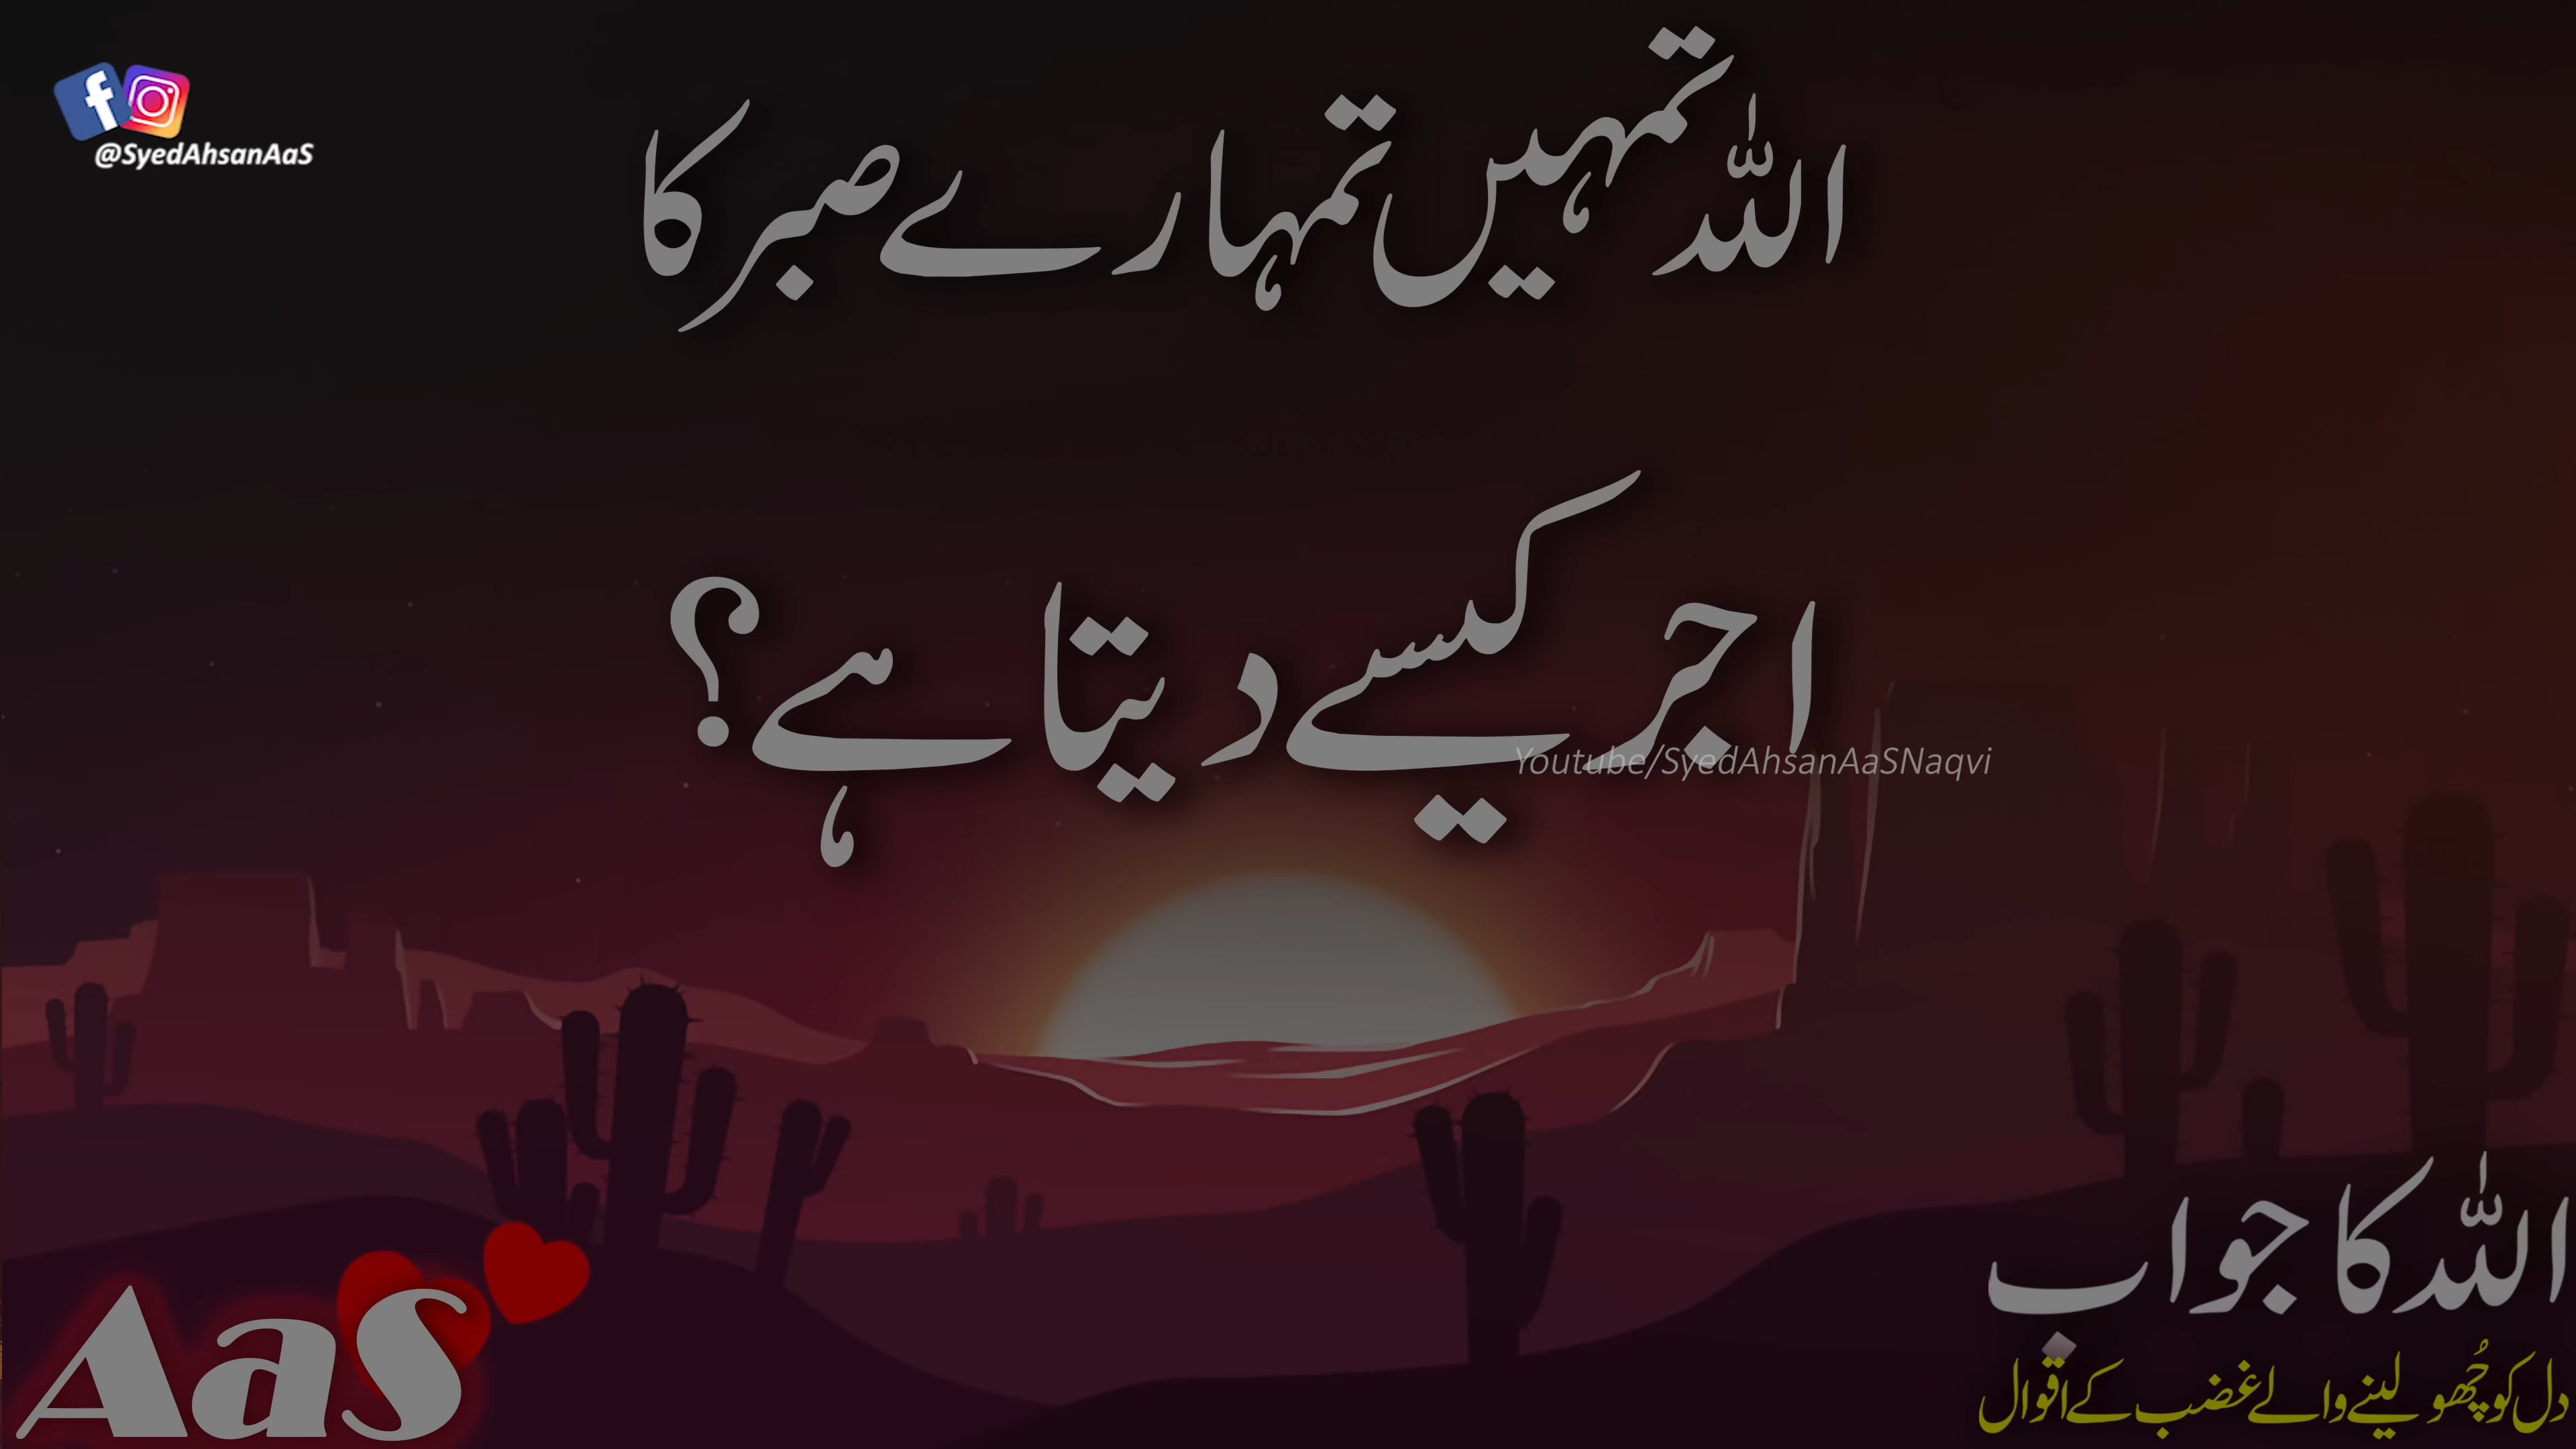 @SyedAhsanAaS
اللہ تمہیں تمہارے صبر کا
اجر کیسے دیتا ہے؟
Youtube/SyedAhsanAaSNaqvi
اللہ کا جواب
دل کو چُھو لینے والے غضب کے اقوال
AaS